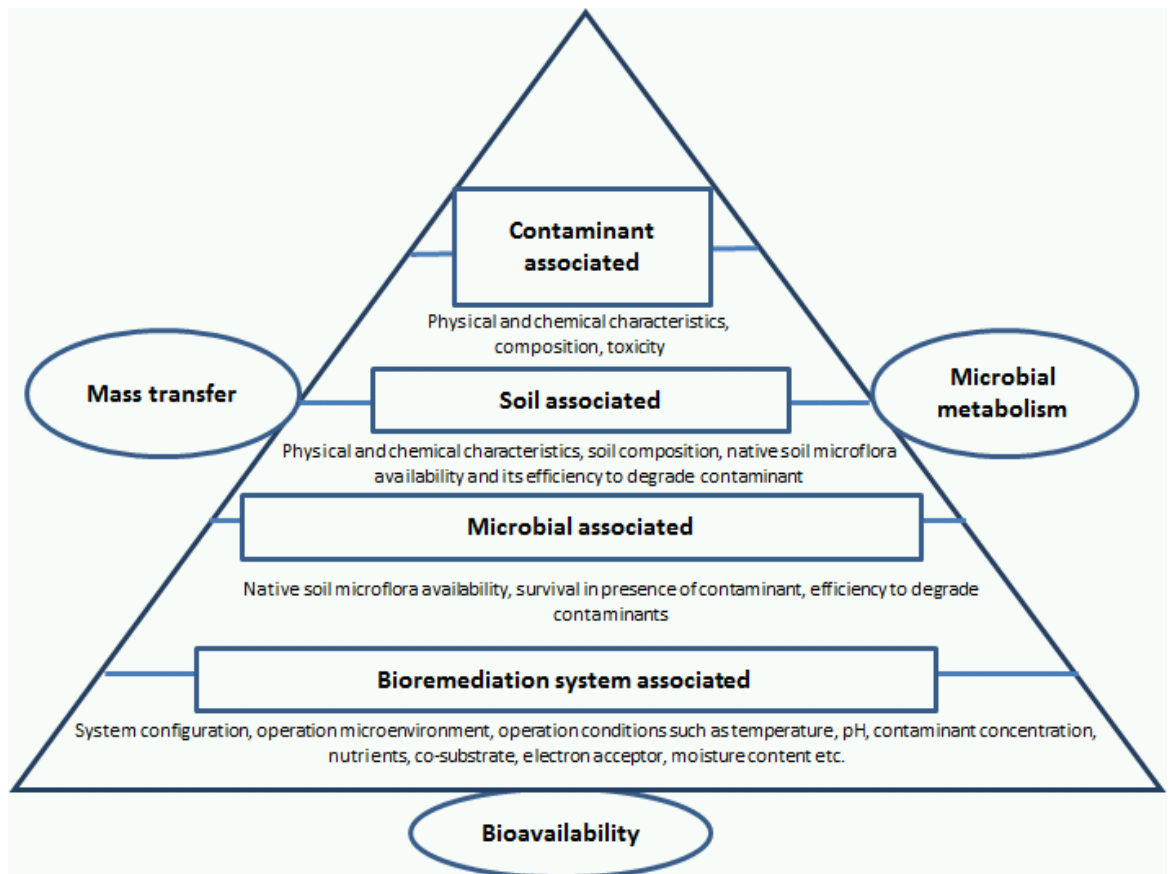 Contaminant
associated
Physical and chemical characteristics,
composition, toxicity
Mass transfer
Soil associated
Microbial
metabolism
Physical and chemical characteristics, soil composition, native soil microflora
availability and its efficiency to degrade contaminant
Microbial associated
Native soil microflora availability, survival in presence of contaminant, efficiency to degrade
contaminants
Bioremediation system associated
System configuration, operation microenvironment, operation conditions such as temperature, pH, contaminant concentration,
nutrients, co-substrate, electron acceptor, moisture content etc.
Bioavailability